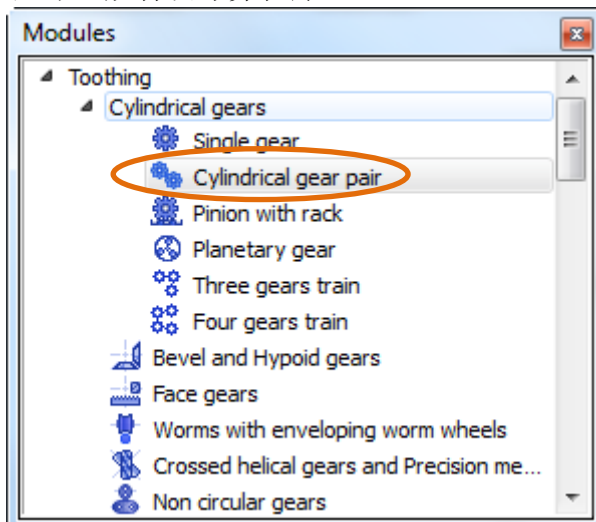 Modules
Toothing
Cylindrical gears
Single gear
Cylindrical gear pair
Pinion with rack
Planetary gear
Three gears train
Four gears train
Bevel and Hypoid gears
Face gears
Worms with enveloping worm wheels
Crossed helical gears and Precision me...
Non circular gears